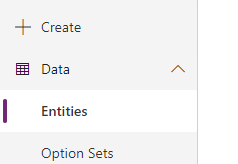 Create
Data
Entities
Option Sets